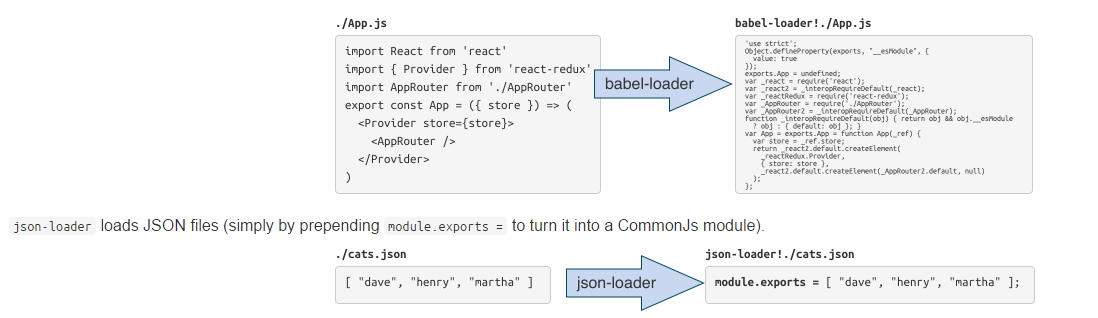 ./App.js
import React from 'react'
import { Provider } from 'react-redux'
import AppRouter from './AppRouter'
export const App = ({ store }) => (
  <Provider store={store}>
    <AppRouter />
  </Provider>
)
babel-loader
babel-loader!./App.js
'use strict';
Object.defineProperty(exports, "__esModule", {
  value: true
});
exports.App = undefined;
var _react = require('react');
var _react2 = _interopRequireDefault(_react);
var _reactRedux = require('react-redux');
var _AppRouter = require('./AppRouter');
var _AppRouter2 = _interopRequireDefault(_AppRouter);
function _interopRequireDefault(obj) { return obj && obj.__esModule
  ? obj : { default: obj }; }
var App = exports.App = function App(_ref) {
  var store = _ref.store;
  return _react2.default.createElement(
    _reactRedux.Provider,
    { store: store },
    _react2.default.createElement(_AppRouter2.default, null)
  );
};
json-loader loads JSON files (simply by prepending module.exports = to turn it into a CommonJs module).
./cats.json
[ "dave", "henry", "martha" ]
json-loader
json-loader!./cats.json
module.exports = [ "dave", "henry", "martha" ];